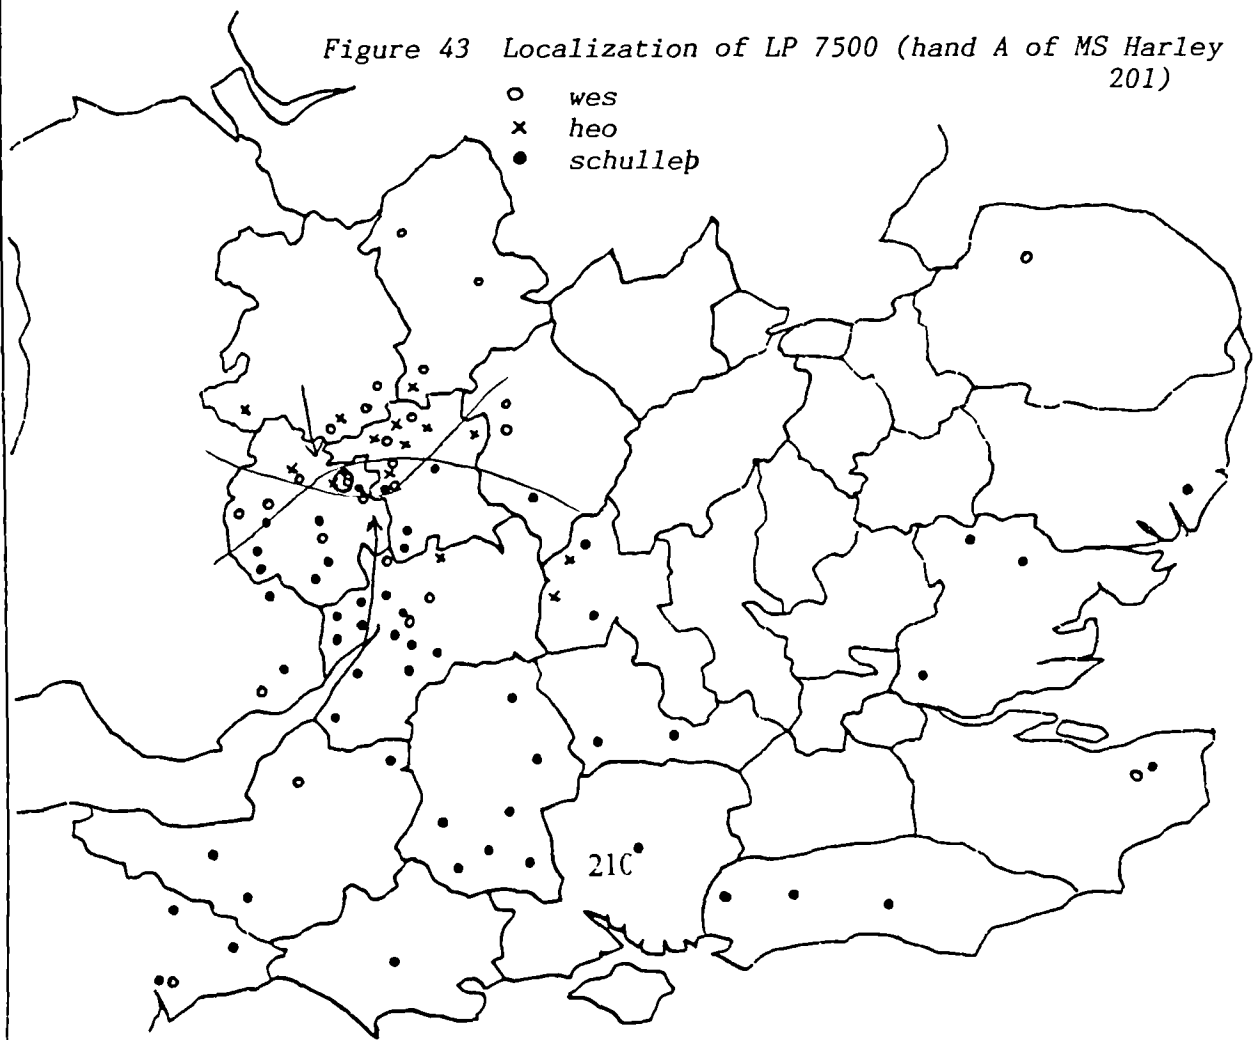 Figure 43 Localization of LP 7500 (hand A of MS Harley
201)
o wes
x heo
● schulleþ
21C